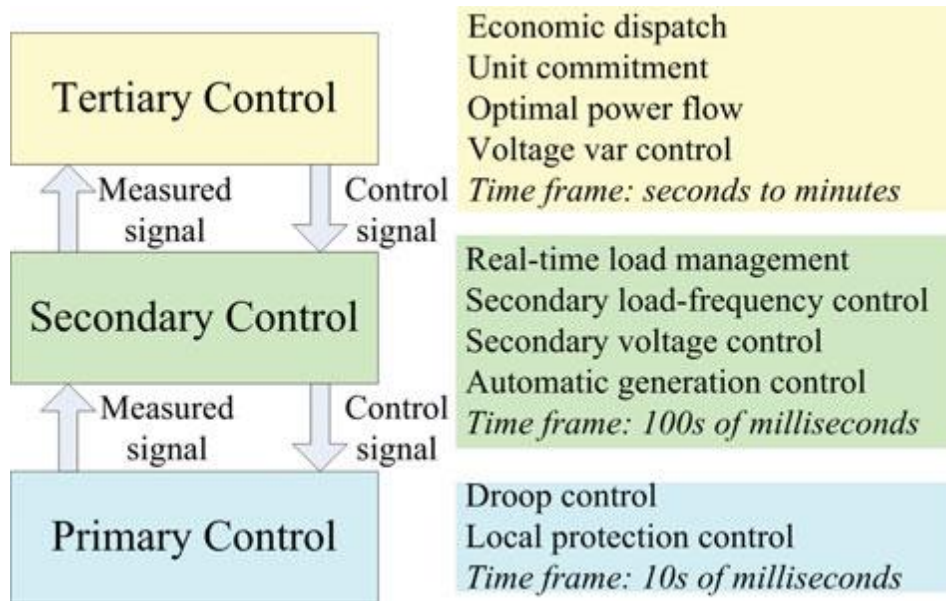 Tertiary Control
Economic dispatch
Unit commitment
Optimal power flow
Voltage var control
Time frame: seconds to minutes
Measured
signal
Control
signal
Secondary Control
Real-time load management
Secondary load-frequency control
Secondary voltage control
Automatic generation control
Time frame: 100s of milliseconds
Measured
signal
Control
signal
Primary Control
Droop control
Local protection control
Time frame: 10s of milliseconds